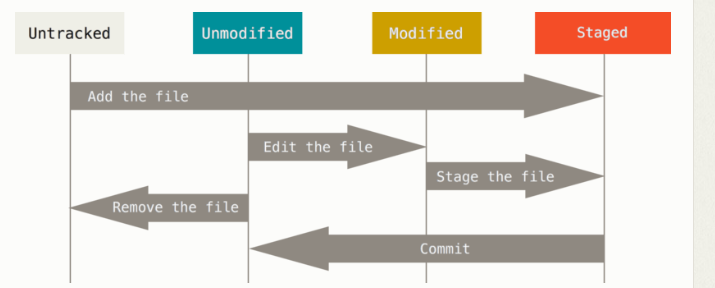 Untracked
Unmodified
Modified
Staged
Add the file
Edit the file
Stage the file
Remove the file
Commit